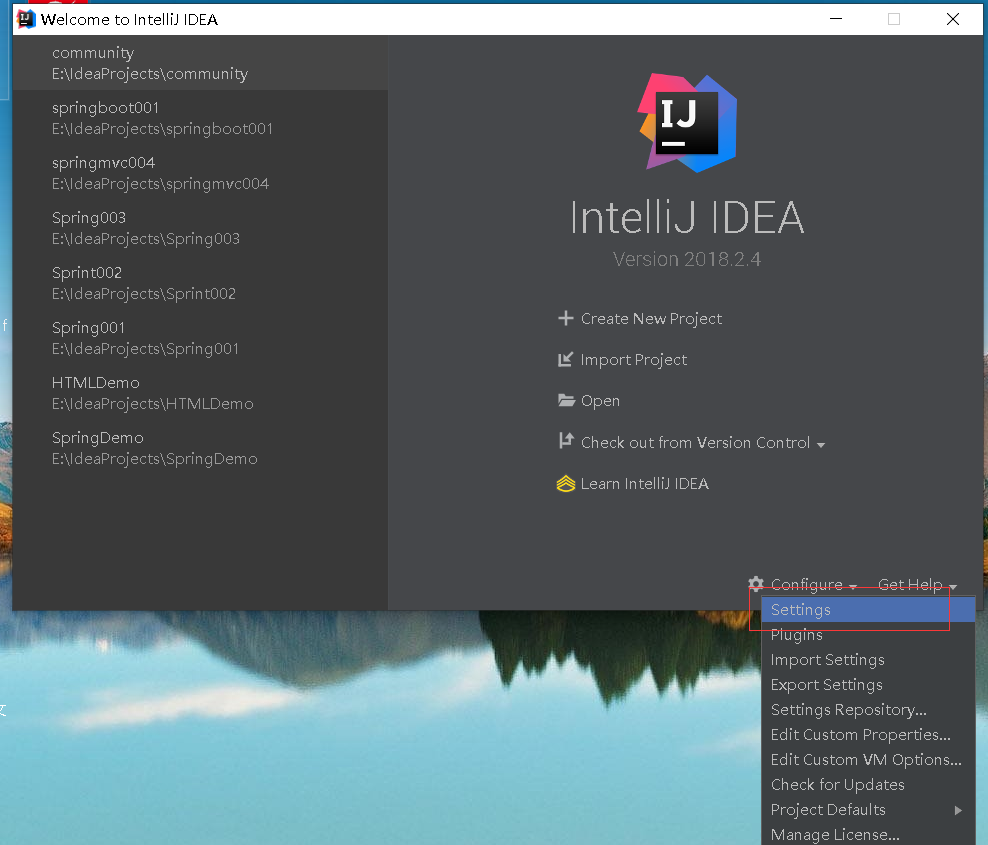 Welcome to IntelliJ IDEA
community
E:\IdeaProjects\community
springboot001
E:\IdeaProjects\springboot001
springmvc004
E:\IdeaProjects\springmvc004
Spring003
E:\IdeaProjects\Spring003
Sprint002
E:\IdeaProjects\Sprint002
Spring001
E:\IdeaProjects\Spring001
HTMLDemo
E:\IdeaProjects\HTMLDemo
SpringDemo
E:\IdeaProjects\SpringDemo
IJ
IntelliJ IDEA
Version 2018.2.4
Create New Project
Import Project
Open
Check out from Version Control
Learn IntelliJ IDEA
Configure Get Help
Settings
Plugins
Import Settings
Export Settings
Settings Repository...
Edit Custom Properties...
Edit Custom VM Options...
Check for Updates
Project Defaults
Manage License...